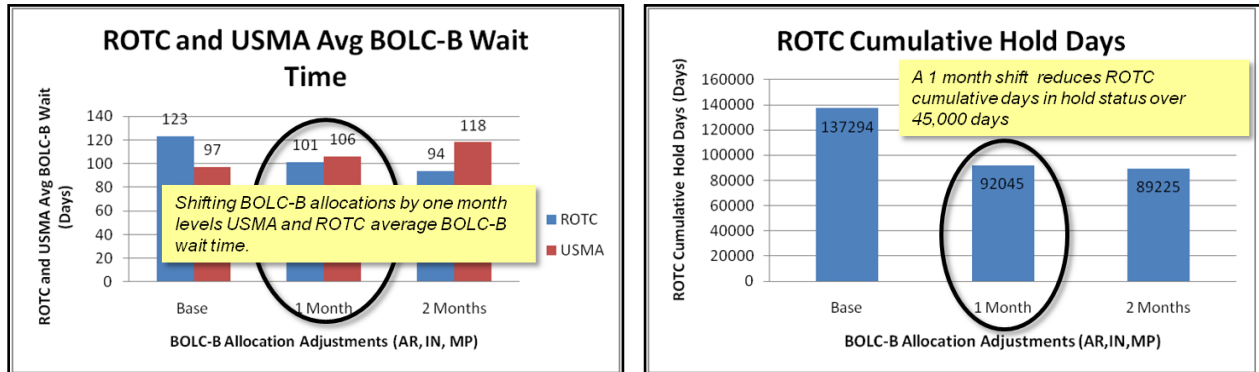 ROTC and USMA Avg BOLC-B Wait
Time
ROTC and USMA Avg BOLC-B Wait
(Days)
140
120
100
80
60
40
20
0
123
97
101
106
94
118
Shifting BOLC-B allocations by one month
levels USMA and ROTC average BOLC-B
wait time.
ROTC
USMA
Base
1 Month
2 Months
BOLC-B Allocation Adjustments (AR, IN, MP)
ROTC Cumulative Hold Days
ROTC Cumulative Hold Days (Days)
160000
140000
120000
100000
80000
60000
40000
20000
0
A 1 month shift reduces ROTC
cumulative days in hold status over
45,000 days
137294
92045
89225
Base
1 Month
2 Months
BOLC-B Allocation Adjustments (AR,IN,MP)